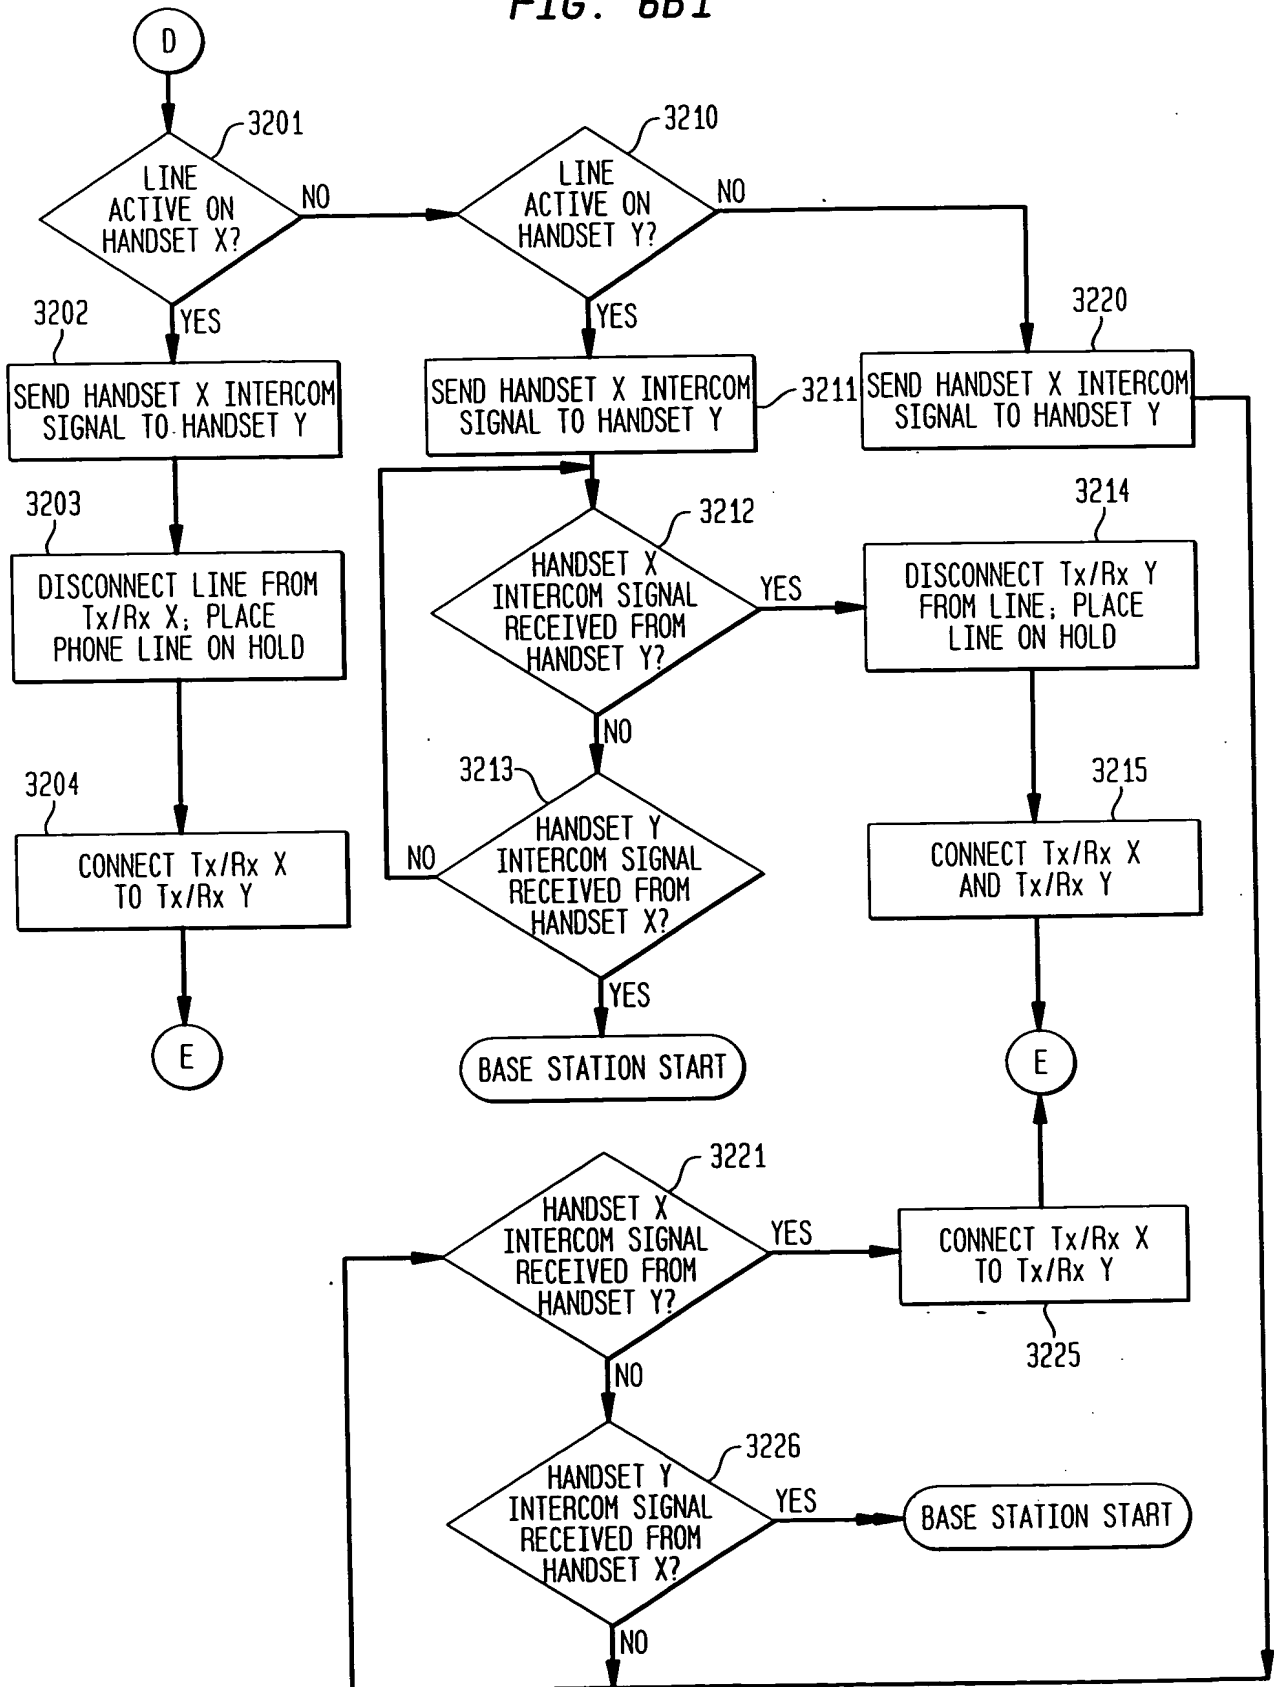 FIG. 6B1
D
3201
LINE
ACTIVE ON
HANDSET X?
NO
YES
3210
LINE
ACTIVE ON
HANDSET Y?
NO
YES
3202
SEND HANDSET X INTERCOM
SIGNAL TO HANDSET Y
3211
SEND HANDSET X INTERCOM
SIGNAL TO HANDSET Y
3220
SEND HANDSET X INTERCOM
SIGNAL TO HANDSET Y
3203
DISCONNECT LINE FROM
Tx/Rx X; PLACE
PHONE LINE ON HOLD
3212
HANDSET X
INTERCOM SIGNAL
RECEIVED FROM
HANDSET Y?
YES
NO
3214
DISCONNECT Tx/Rx Y
FROM LINE; PLACE
LINE ON HOLD
3204
CONNECT Tx/Rx X
TO Tx/Rx Y
3213
HANDSET Y
INTERCOM SIGNAL
RECEIVED FROM
HANDSET X?
NO
YES
3215
CONNECT Tx/Rx X
AND Tx/Rx Y
E
BASE STATION START
E
3221
HANDSET X
INTERCOM SIGNAL
RECEIVED FROM
HANDSET Y?
YES
NO
CONNECT Tx/Rx X
TO Tx/Rx Y
3225
3226
HANDSET Y
INTERCOM SIGNAL
RECEIVED FROM
HANDSET X?
YES
NO
BASE STATION START